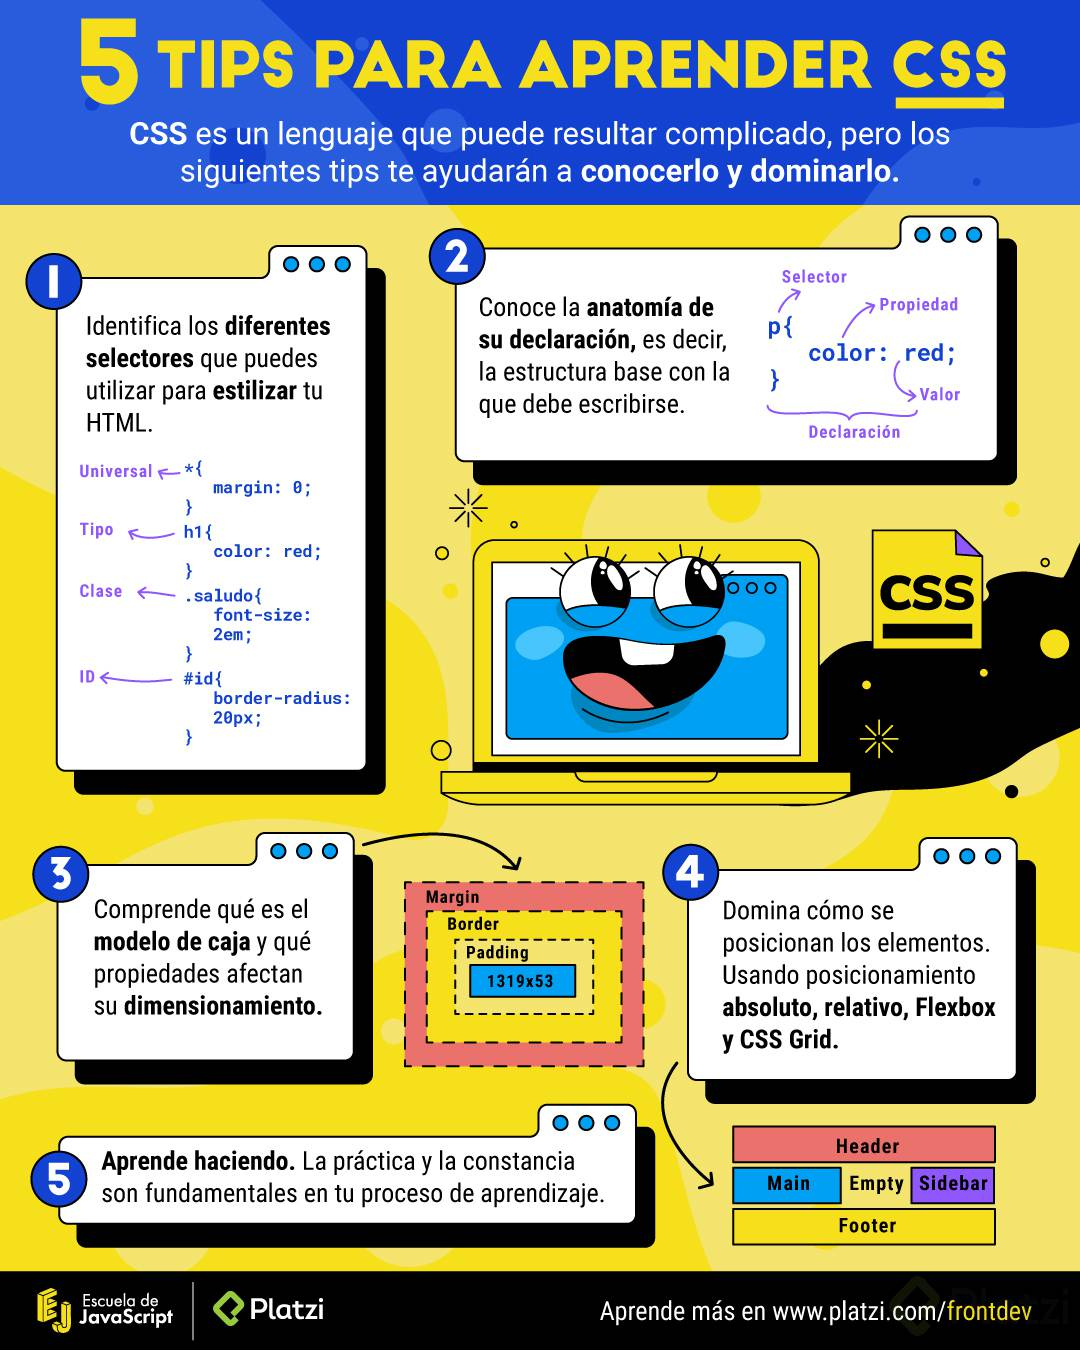 5 TIPS PARA APRENDER CSS
CSS es un lenguaje que puede resultar complicado, pero los
siguientes tips te ayudarán a conocerlo y dominarlo.
1
Identifica los diferentes
selectores que puedes
utilizar para estilizar tu
HTML.
Universal
*{
margin: 0;
}
Tipo
h1{
color: red;
}
Clase
.saludo{
font-size:
2em;
}
ID
#id{
border-radius:
20px;
}
2
Conoce la anatomía de
su declaración, es decir,
la estructura base con la
que debe escribirse.
Selector
Propiedad
p{
color: red;
}
Valor
Declaración
CSS
3
Comprende qué es el
modelo de caja y qué
propiedades afectan
su dimensionamiento.
Margin
Border
Padding
1319x53
4
Domina cómo se
posicionan los elementos.
Usando posicionamiento
absoluto, relativo, Flexbox
y CSS Grid.
Header
Main Empty Sidebar
Footer
5
Aprende haciendo. La práctica y la constancia
son fundamentales en tu proceso de aprendizaje.
EJ
Escuela de
JavaScript
Platzi
Aprende más en www.platzi.com/frontdev
Platzi